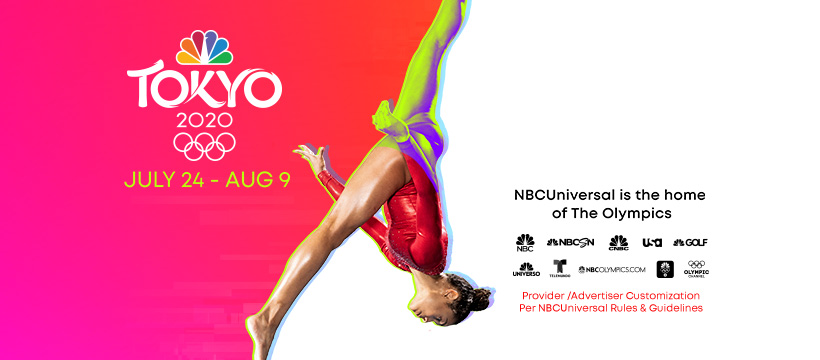 TOKYO
2020
JULY 24 - AUG 9
NBCUniversal is the home
of The Olympics
NBC NBCSN CNBC USA GOLF
UNIVERSO TELEMUNDO NBCOLYMPICS.COM OLYMPIC CHANNEL
Provider /Advertiser Customization
Per NBCUniversal Rules & Guidelines